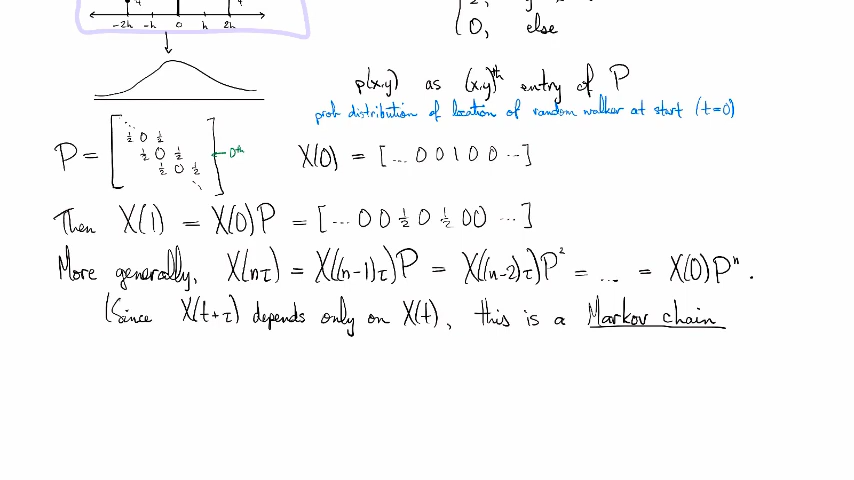 -2h -h 0 h 2h
0, else
p(x,y) as (x,y)th entry of P
prob distribution of location of random walker at start (t=0)
P = [ ⋱ ½ 0 ½ ½ 0 ½ ½ 0 ½ ⋱ ] ← 0th X(0) = [ ... 0 0 1 0 0 ... ]
Then X(1) = X(0)P = [ ... 0 0 ½ 0 ½ 0 0 ... ]
More generally, X(nτ) = X((n-1)τ)P = X((n-2)τ)P² = ... = X(0)Pⁿ .
(Since X(t+τ) depends only on X(t), this is a Markov chain